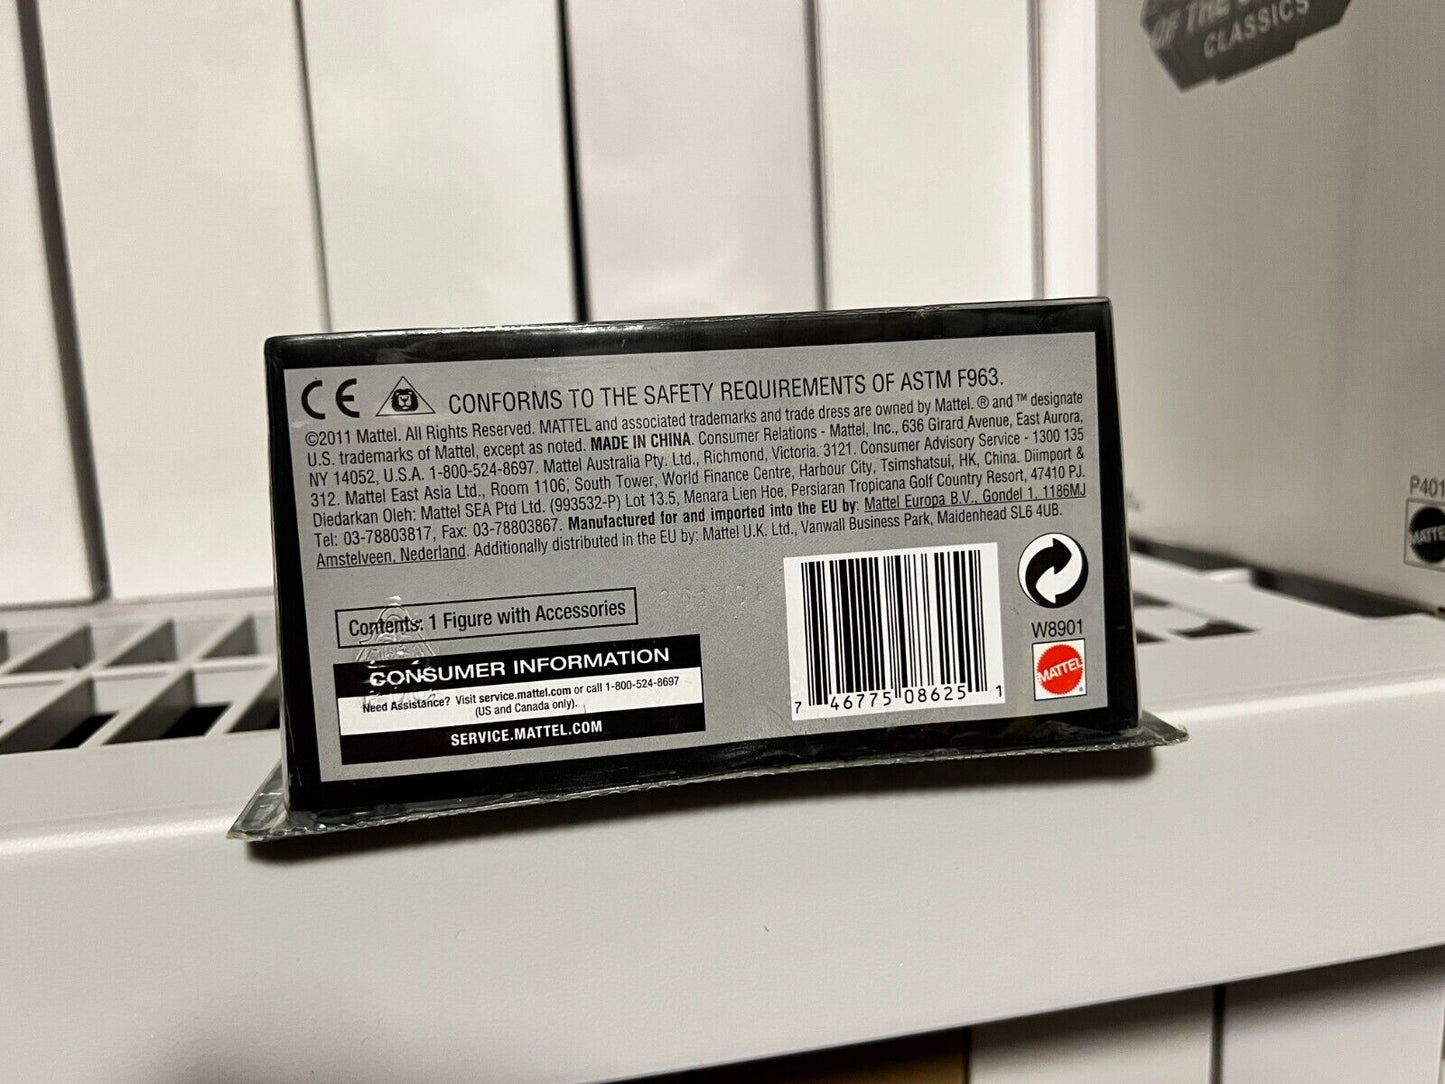 OF THE
CLASSICS
CE CONFORMS TO THE SAFETY REQUIREMENTS OF ASTM F963.
©2011 Mattel. All Rights Reserved. MATTEL and associated trademarks and trade dress are owned by Mattel. ® and ™ designate
U.S. trademarks of Mattel, except as noted. MADE IN CHINA. Consumer Relations - Mattel, Inc., 636 Girard Avenue, East Aurora,
NY 14052, U.S.A. 1-800-524-8697. Mattel Australia Pty. Ltd., Richmond, Victoria. 3121. Consumer Advisory Service - 1300 135
312. Mattel East Asia Ltd., Room 1106, South Tower, World Finance Centre, Harbour City, Tsimshatsui, HK, China. Diimport &
Diedarkan Oleh: Mattel SEA Ptd Ltd. (993532-P) Lot 13.5, Menara Lien Hoe, Persiaran Tropicana Golf Country Resort, 47410 PJ.
Tel: 03-78803817, Fax: 03-78803867. Manufactured for and imported into the EU by: Mattel Europa B.V., Gondel 1, 1186MJ
Amstelveen, Nederland. Additionally distributed in the EU by: Mattel U.K. Ltd., Vanwall Business Park, Maidenhead SL6 4UB.
Contents: 1 Figure with Accessories
CONSUMER INFORMATION
Need Assistance? Visit service.mattel.com or call 1-800-524-8697
(US and Canada only).
SERVICE.MATTEL.COM
7 46775 08625 1
W8901
MATTEL
P401
MATTE